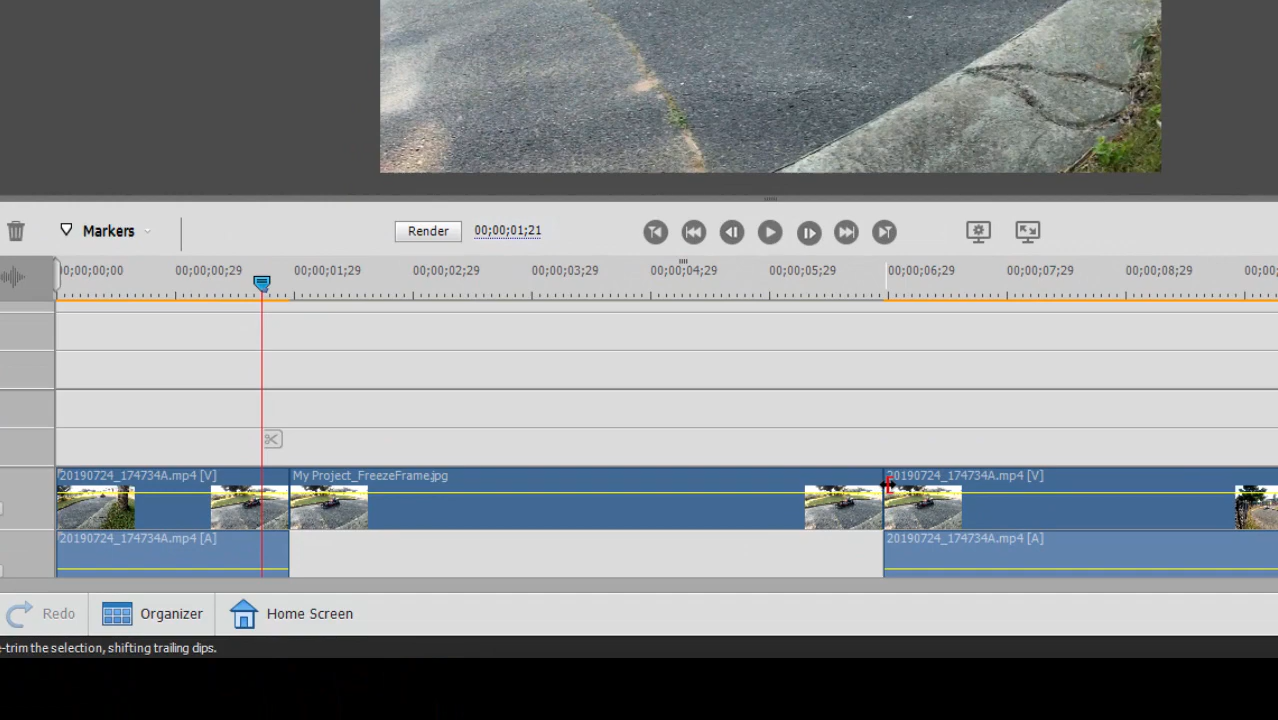 Markers Render 00;00;01;21
00;00;00;00 00;00;00;29 00;00;01;29 00;00;02;29 00;00;03;29 00;00;04;29 00;00;05;29 00;00;06;29 00;00;07;29 00;00;08;29 00;00;
20190724_174734A.mp4 [V] My Project_FreezeFrame.jpg 20190724_174734A.mp4 [V]
20190724_174734A.mp4 [A] 20190724_174734A.mp4 [A]
Redo Organizer Home Screen
-trim the selection, shifting trailing clips.